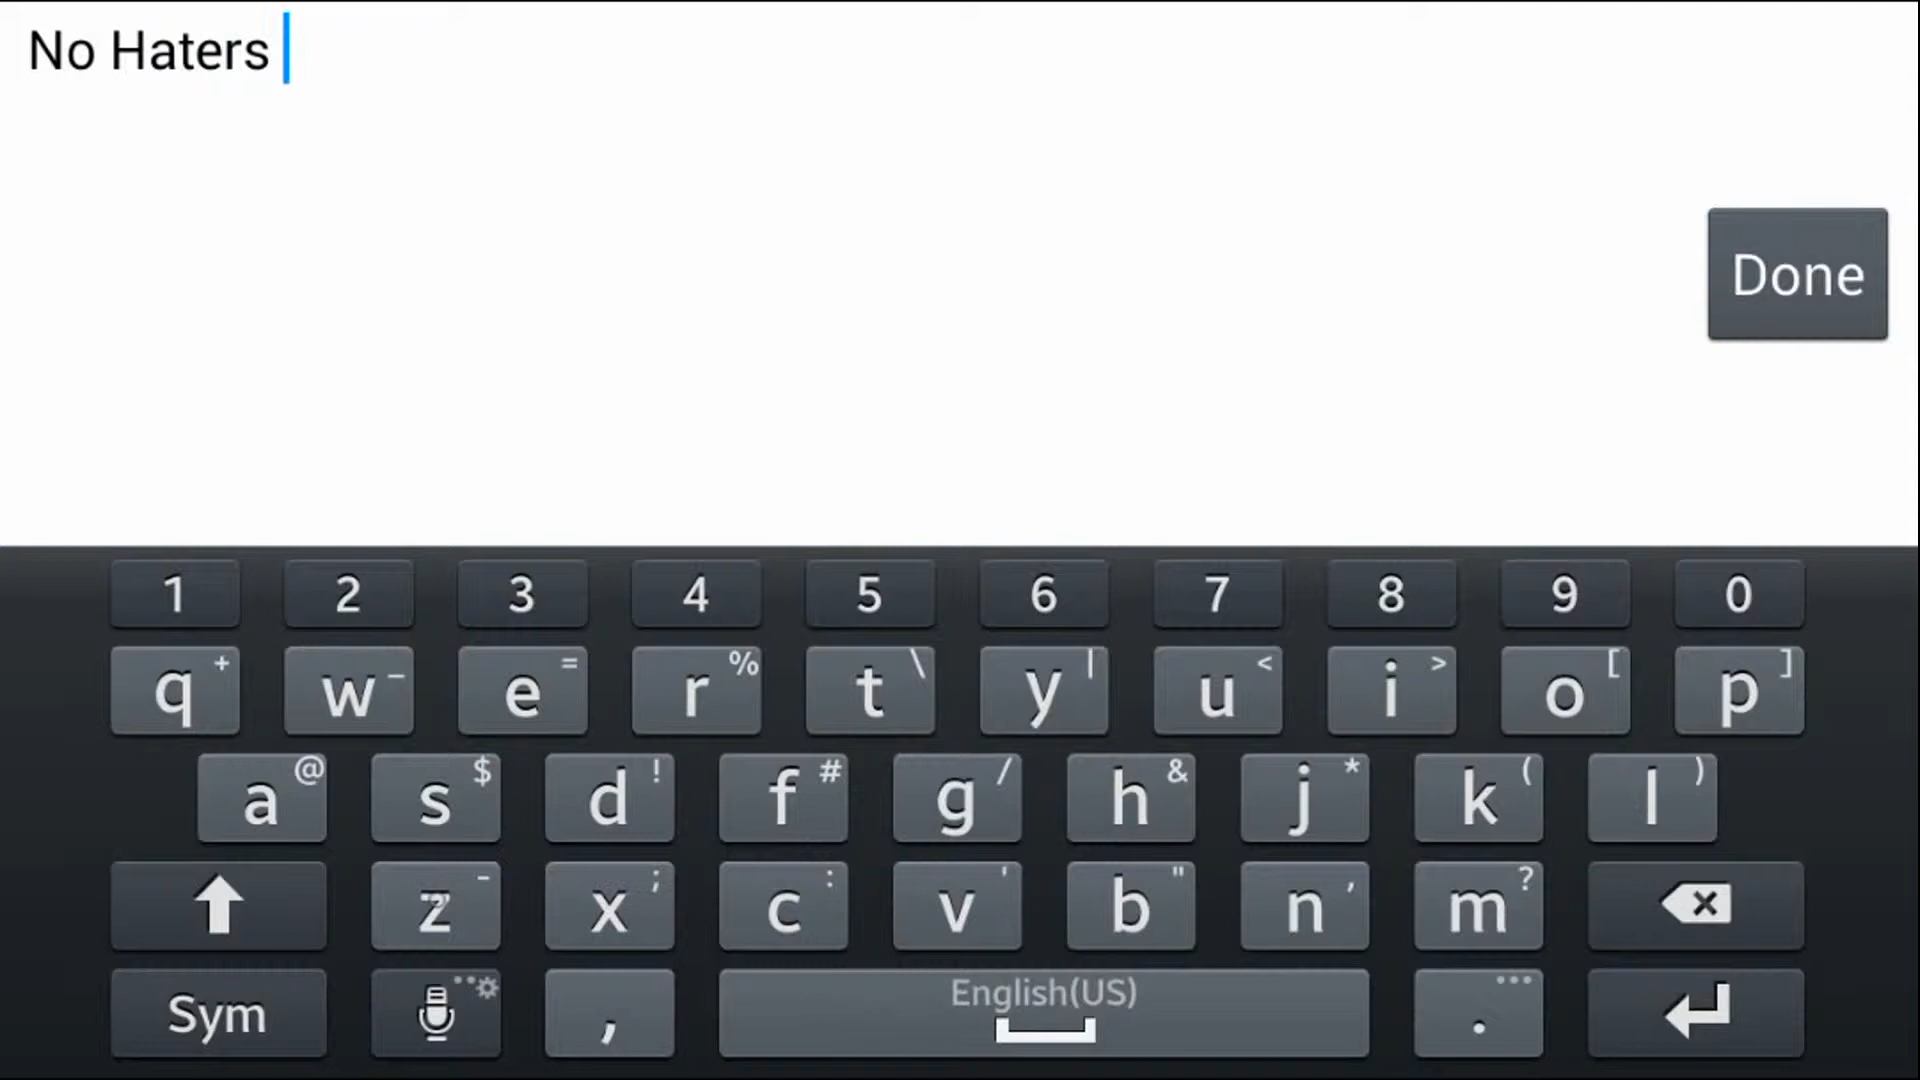 No Haters
Done
1 2 3 4 5 6 7 8 9 0
q + w _ e = r % t \ y | u < i > o [ p ]
a @ s $ d ! f # g / h & j * k ( l )
z - x ; c : v ' b " n , m ?
Sym , English(US) .